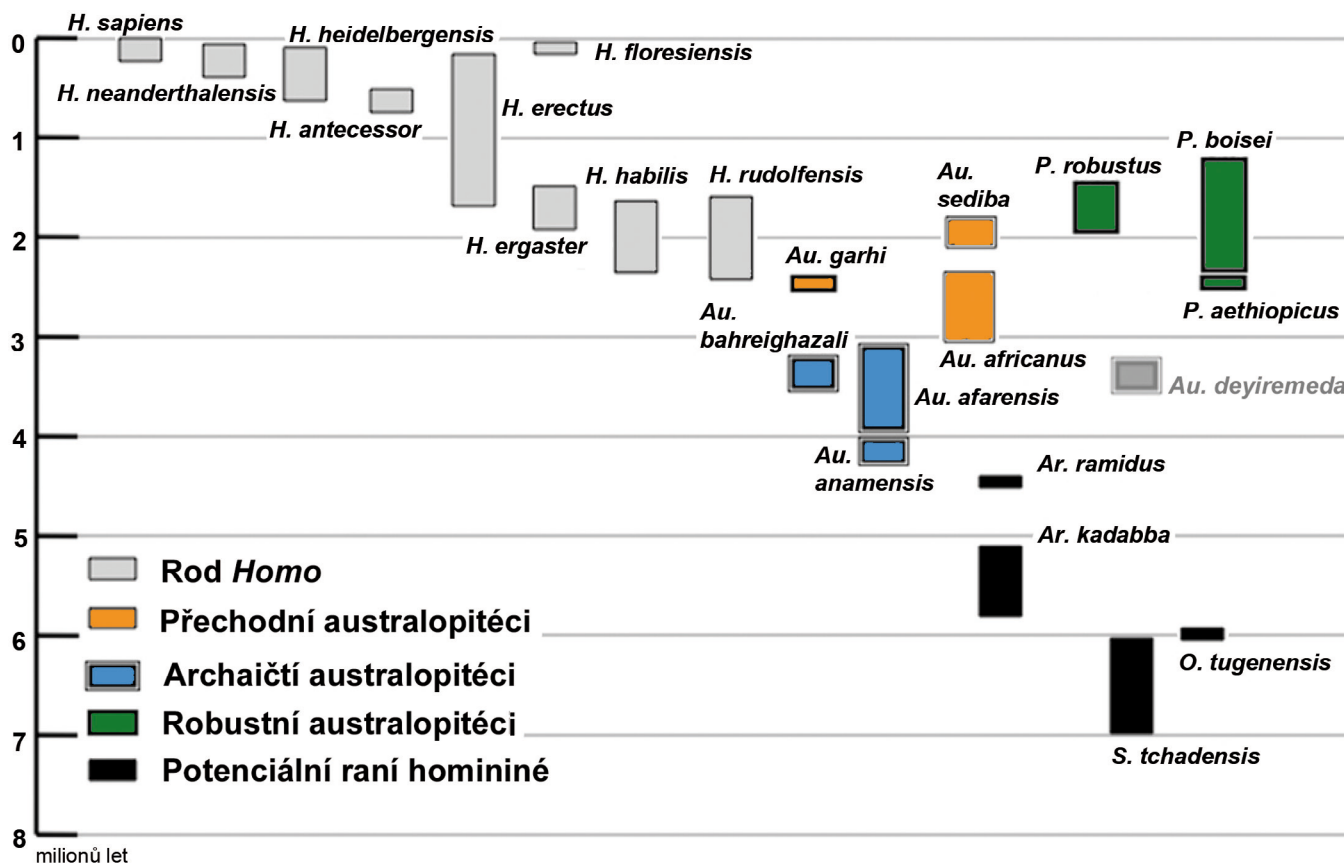 H. sapiens
0
H. heidelbergensis
H. floresiensis
H. neanderthalensis
H. erectus
H. antecessor
1
P. boisei
P. robustus
Au.
sediba
H. habilis
H. rudolfensis
2
H. ergaster
Au. garhi
Au.
bahreighazali
P. aethiopicus
3
Au. africanus
Au. deyiremeda
Au. afarensis
4
Au.
anamensis
Ar. ramidus
5
Ar. kadabba
Rod Homo
Přechodní australopitéci
6
O. tugenensis
Archaičtí australopitéci
Robustní australopitéci
7
S. tchadensis
Potenciální raní homininé
8
milionů let